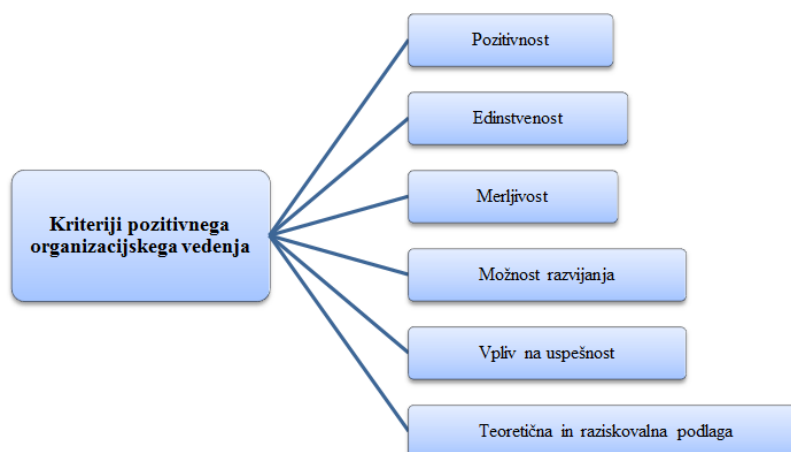 Kriteriji pozitivnega
organizacijskega vedenja
Pozitivnost
Edinstvenost
Merljivost
Možnost razvijanja
Vpliv na uspešnost
Teoretična in raziskovalna podlaga